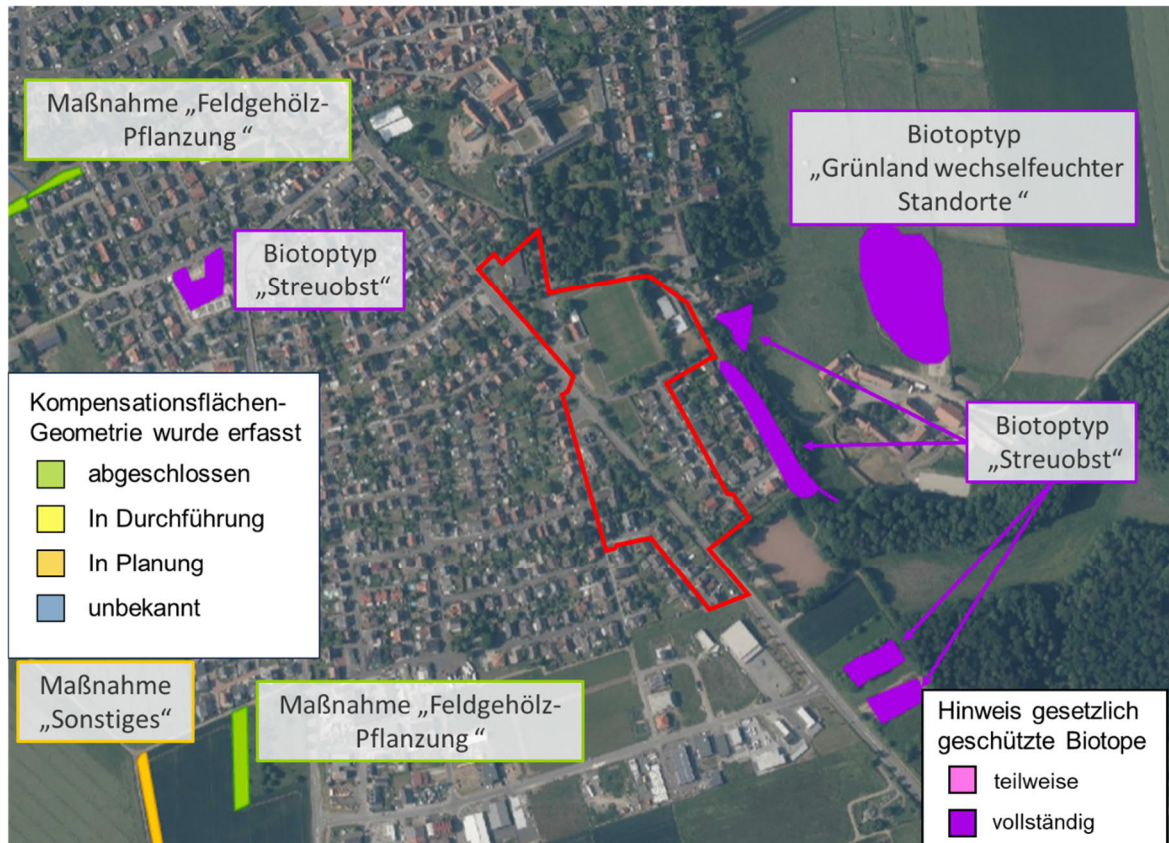 Maßnahme „Feldgehölz-
Pflanzung “
Biotoptyp
„Grünland wechselfeuchter
Standorte “
Biotoptyp
„Streuobst“
Kompensationsflächen-
Geometrie wurde erfasst
abgeschlossen
In Durchführung
In Planung
unbekannt
Biotoptyp
„Streuobst“
Maßnahme
„Sonstiges“
Maßnahme „Feldgehölz-
Pflanzung “
Hinweis gesetzlich
geschützte Biotope
teilweise
vollständig